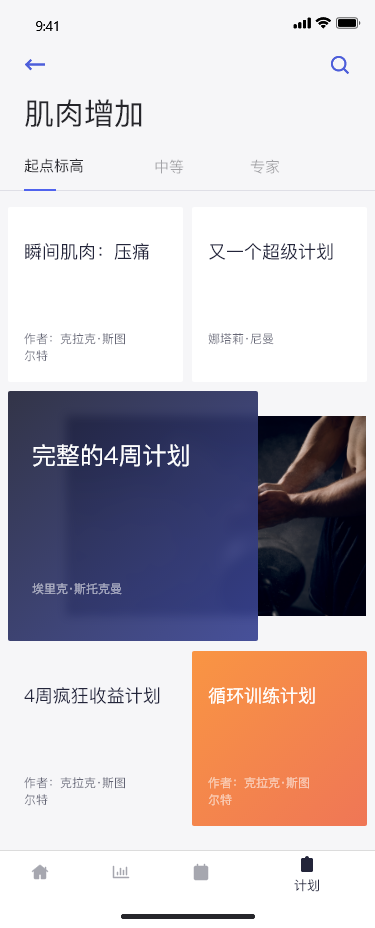 9:41
肌肉增加
起点标高
中等
专家
瞬间肌肉：压痛
作者：克拉克·斯图
尔特
又一个超级计划
娜塔莉·尼曼
完整的4周计划
埃里克·斯托克曼
4周疯狂收益计划
作者：克拉克·斯图
尔特
循环训练计划
作者：克拉克·斯图
尔特
计划